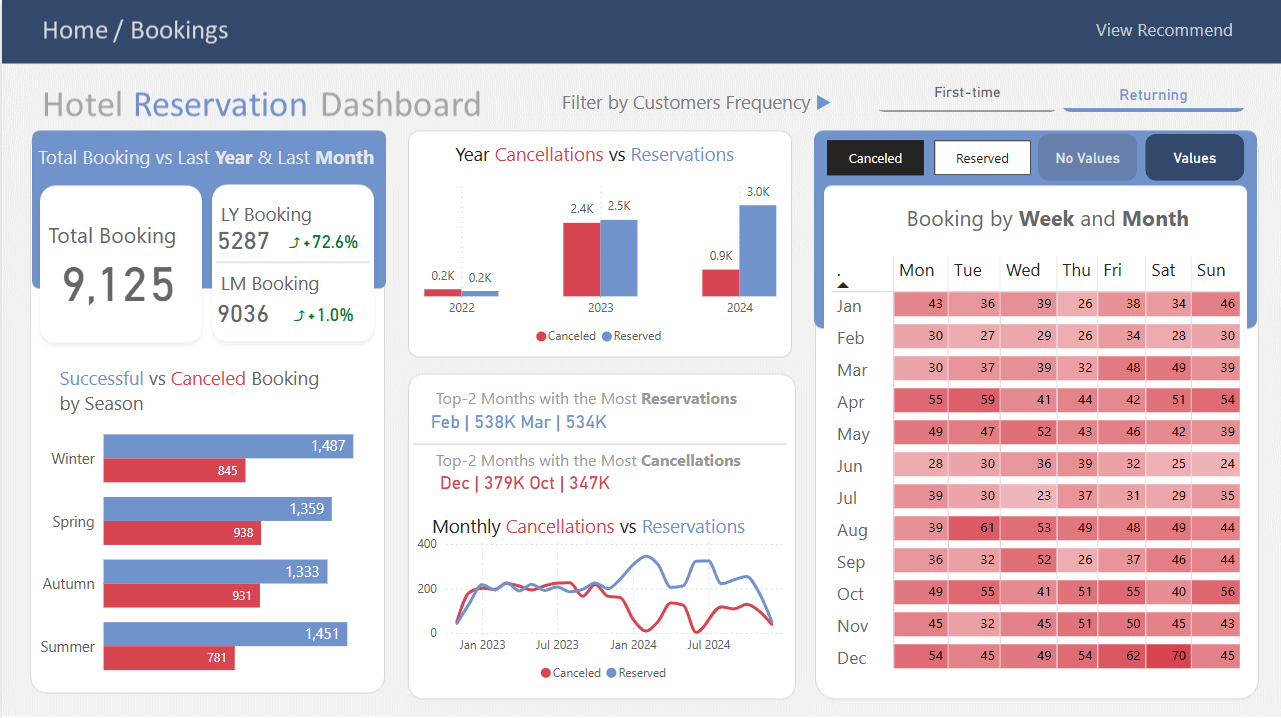 Home / Bookings
View Recommend
Hotel Reservation Dashboard
Filter by Customers Frequency
First-time
Returning
Total Booking vs Last Year & Last Month
Total Booking
9,125
LY Booking
5287 +72.6%
LM Booking
9036 +1.0%
Successful vs Canceled Booking
by Season
Winter 1,487
845
Spring 1,359
938
Autumn 1,333
931
Summer 1,451
781
Year Cancellations vs Reservations
0.2K 0.2K 2.4K 2.5K 0.9K 3.0K
2022 2023 2024
Canceled Reserved
Top-2 Months with the Most Reservations
Feb | 538K Mar | 534K
Top-2 Months with the Most Cancellations
Dec | 379K Oct | 347K
Monthly Cancellations vs Reservations
400
200
0
Jan 2023 Jul 2023 Jan 2024 Jul 2024
Canceled Reserved
Canceled Reserved No Values Values
Booking by Week and Month
. Mon Tue Wed Thu Fri Sat Sun
Jan 43 36 39 26 38 34 46
Feb 30 27 29 26 34 28 30
Mar 30 37 39 32 48 49 39
Apr 55 59 41 44 42 51 54
May 49 47 52 43 46 42 39
Jun 28 30 36 39 32 25 24
Jul 39 30 23 37 31 29 35
Aug 39 61 53 49 48 49 44
Sep 36 32 52 26 37 46 44
Oct 49 55 41 51 55 40 56
Nov 45 32 45 51 50 45 43
Dec 54 45 49 54 62 70 45